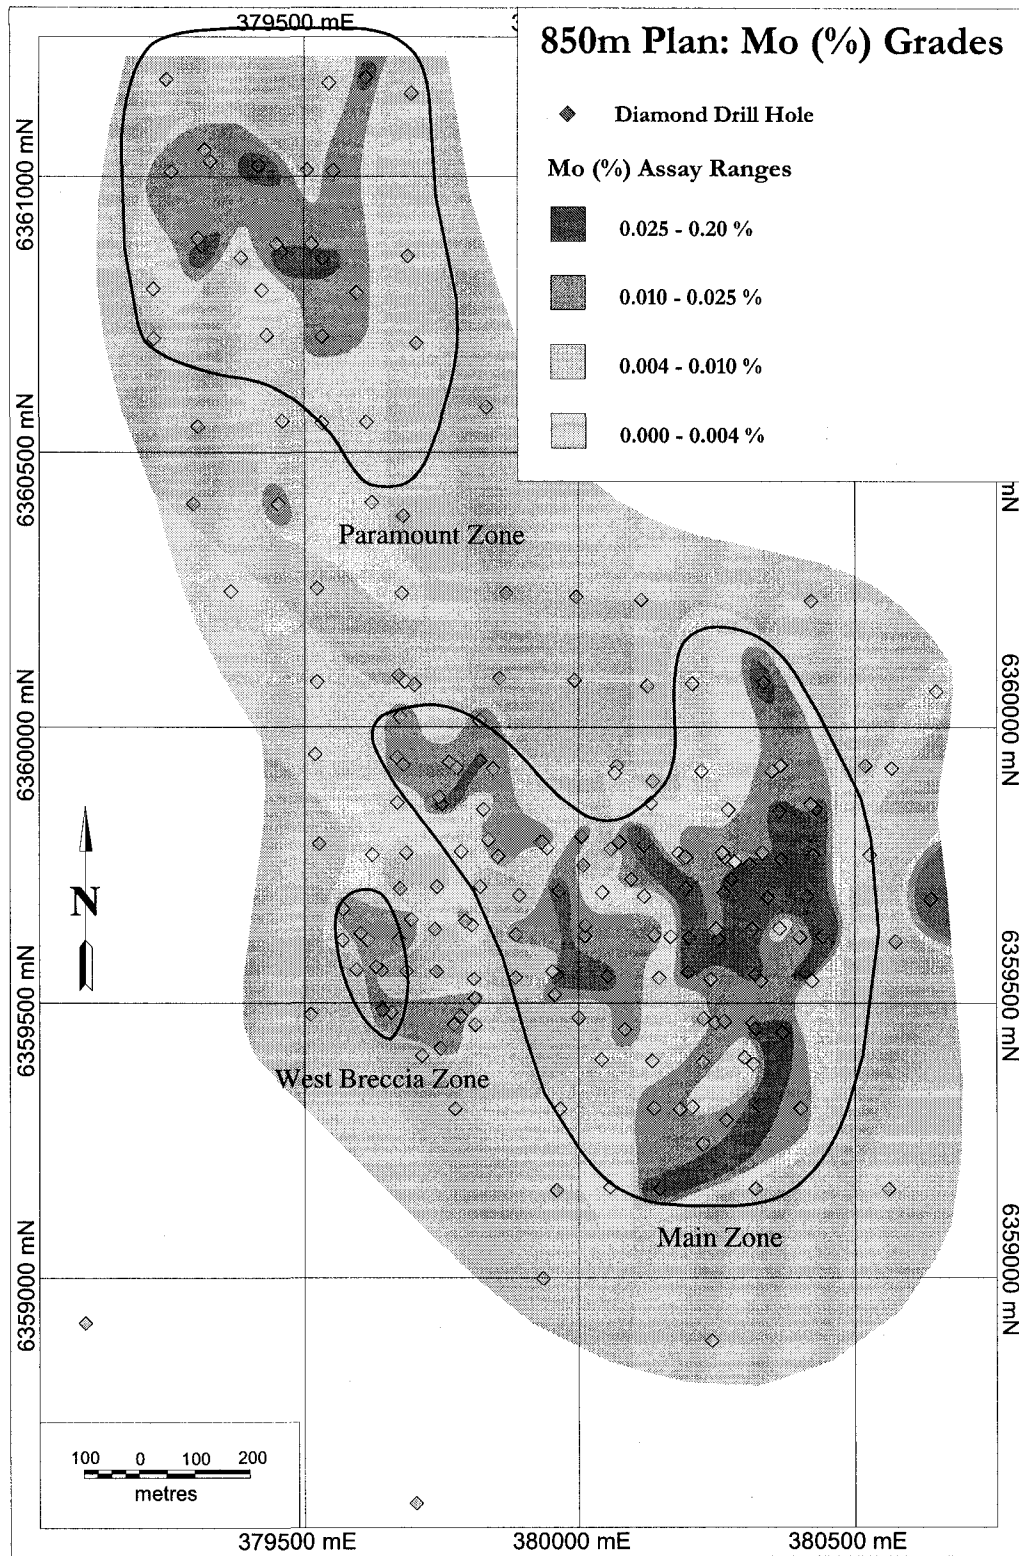 379500 mE
3
850m Plan: Mo (%) Grades
Diamond Drill Hole
Mo (%) Assay Ranges
0.025 - 0.20 %
0.010 - 0.025 %
0.004 - 0.010 %
0.000 - 0.004 %
6361000 mN
6360500 mN
mN
Paramount Zone
6360000 mN
6360000 mN
N
6359500 mN
6359500 mN
West Breccia Zone
Main Zone
6359000 mN
6359000 mN
100 0 100 200
metres
379500 mE
380000 mE
380500 mE